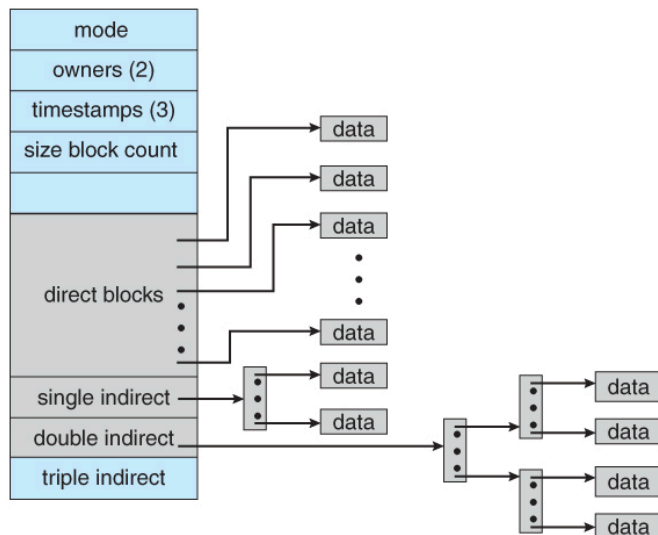 mode
owners (2)
timestamps (3)
size block count
direct blocks
single indirect
double indirect
triple indirect
data
data
data
data
data
data
data
data
data
data